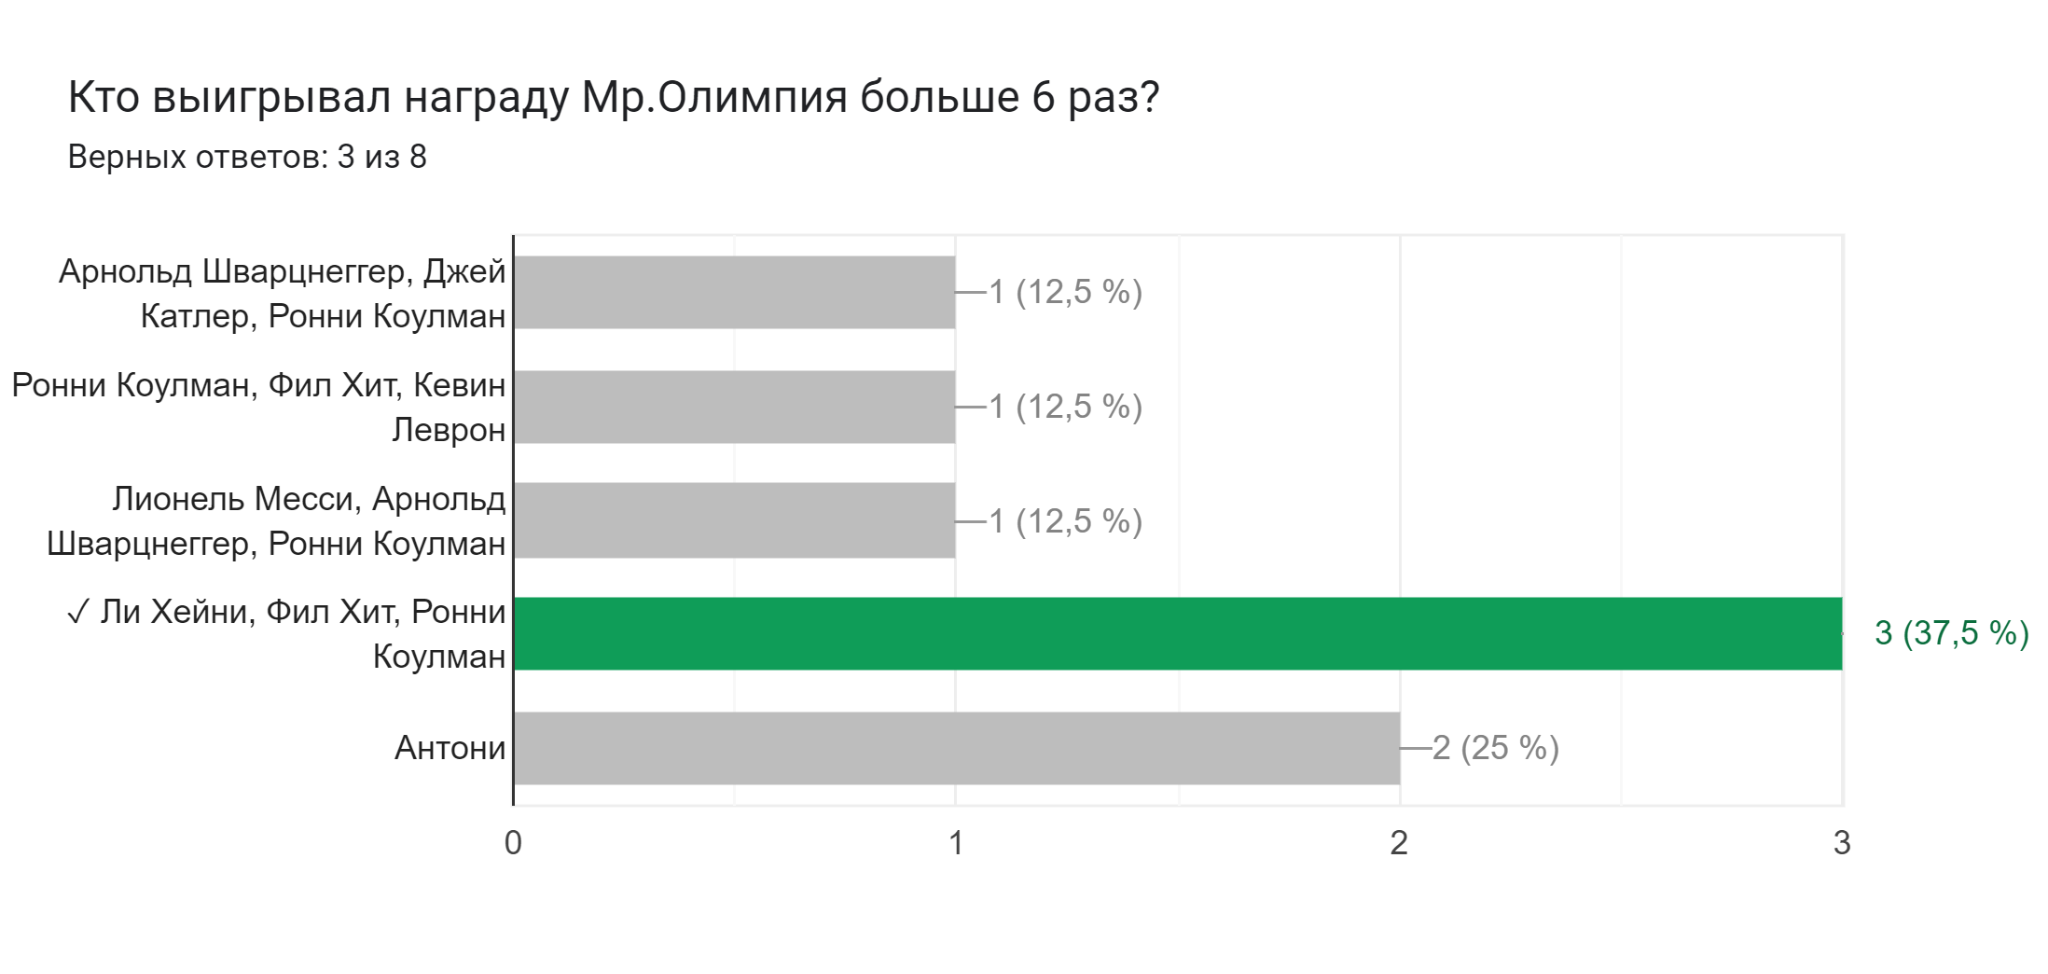 Кто выигрывал награду Мр.Олимпия больше 6 раз?
Верных ответов: 3 из 8
Арнольд Шварцнеггер, Джей
Катлер, Ронни Коулман
1 (12,5 %)
Ронни Коулман, Фил Хит, Кевин
Леврон
1 (12,5 %)
Лионель Месси, Арнольд
Шварцнеггер, Ронни Коулман
1 (12,5 %)
✓ Ли Хейни, Фил Хит, Ронни
Коулман
3 (37,5 %)
Антони
2 (25 %)
0 1 2 3